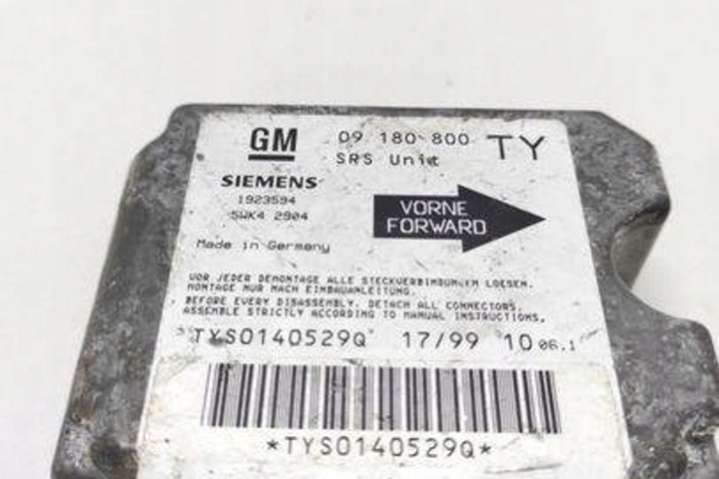 GM 09 180 800 TY
SRS Unit
SIEMENS
1923594
5WK4 2904
VORNE
FORWARD
Made in Germany
VOR JEDER DEMONTAGE ALLE STECKVERBINDUNGEN LOESEN.
MONTAGE NUR NACH EINBAUANLEITUNG.
BEFORE EVERY DISASSEMBLY, DETACH ALL CONNECTORS.
ASSEMBLE STRICTLY ACCORDING TO MANUAL INSTRUCTIONS.
*TYS0140529Q* 17/99 10 06.1
*TYS0140529Q*